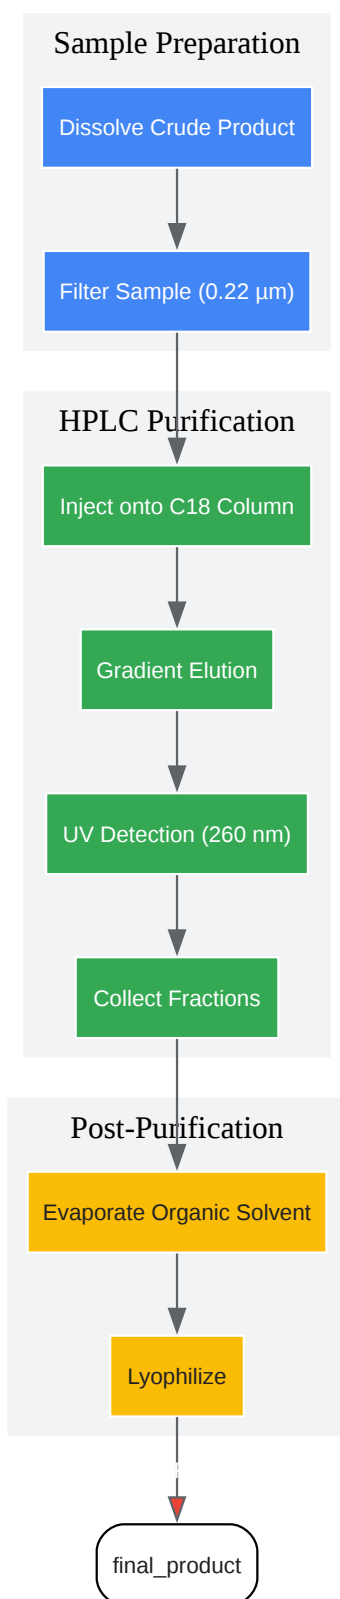 Sample Preparation
Dissolve Crude Product
Filter Sample (0.22 µm)
HPLC Purification
Inject onto C18 Column
Gradient Elution
UV Detection (260 nm)
Collect Fractions
Post-Purification
Evaporate Organic Solvent
Lyophilize
final_product